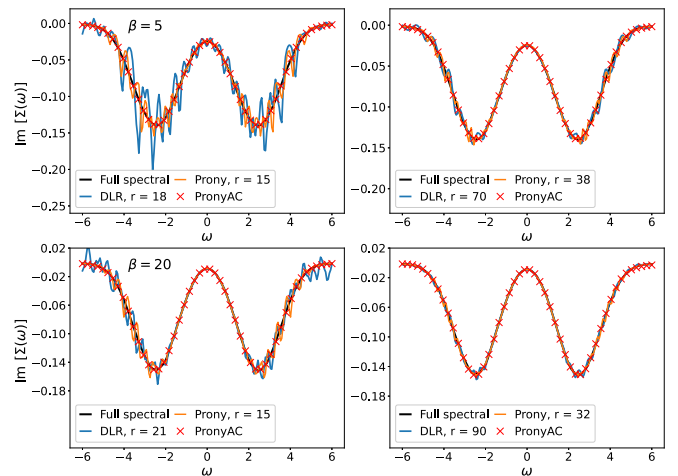 0.00
−0.05
−0.10
−0.15
−0.20
−0.25
Im [Σ(ω)]
β = 5
Full spectral
Prony, r = 15
DLR, r = 18
PronyAC
−6 −4 −2 0 2 4 6
ω
0.00
−0.05
−0.10
−0.15
−0.20
Full spectral
Prony, r = 38
DLR, r = 70
PronyAC
−6 −4 −2 0 2 4 6
ω
0.02
−0.02
−0.06
−0.10
−0.14
−0.18
Im [Σ(ω)]
β = 20
Full spectral
Prony, r = 15
DLR, r = 21
PronyAC
−6 −4 −2 0 2 4 6
ω
0.02
−0.02
−0.06
−0.10
−0.14
−0.18
Full spectral
Prony, r = 32
DLR, r = 90
PronyAC
−6 −4 −2 0 2 4 6
ω